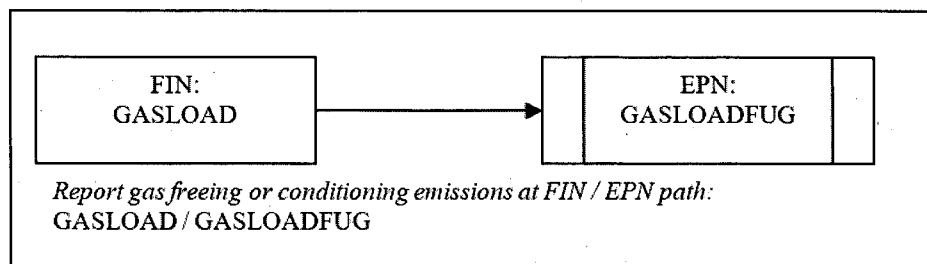 FIN:
GASLOAD
EPN:
GASLOADFUG
Report gas freeing or conditioning emissions at FIN / EPN path:
GASLOAD / GASLOADFUG